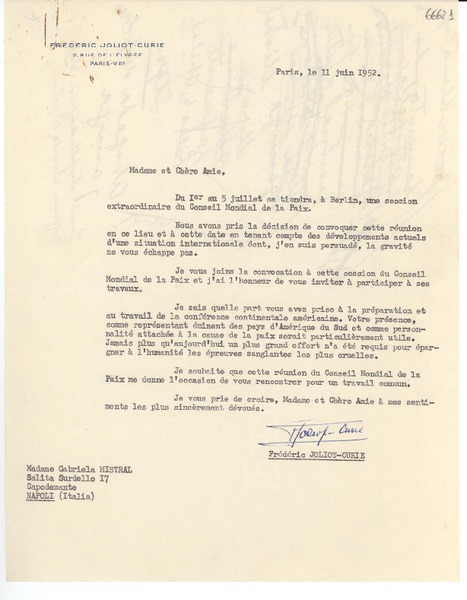 66621
FRÉDÉRIC JOLIOT-CURIE
2, RUE DE L'ELYSÉE
PARIS-VIIIᵉ
Paris, le 11 juin 1952.
Madame et Chère Amie,
Du Ier au 5 juillet se tiendra, à Berlin, une session
extraordinaire du Conseil Mondial de la Paix.
Nous avons pris la décision de convoquer cette réunion
en ce lieu et à cette date en tenant compte des développements actuels
d'une situation internationale dont, j'en suis persuadé, la gravité
ne vous échappe pas.
Je vous joins la convocation à cette session du Conseil
Mondial de la Paix et j'ai l'honneur de vous inviter à participer à ses
travaux.
Je sais quelle part vous avez prise à la préparation et
au travail de la conférence continentale américaine. Votre présence,
comme représentant éminent des pays d'Amérique du Sud et comme person-
nalité attachée à la cause de la paix serait particulièrement utile.
Jamais plus qu'aujourd'hui un plus grand effort n'a été requis pour épar-
gner à l'humanité les épreuves sanglantes les plus cruelles.
Je souhaite que cette réunion du Conseil Mondial de la
Paix me donne l'occasion de vous rencontrer pour un travail commun.
Je vous prie de croire, Madame et Chère Amie à mes senti-
ments les plus sincèrement dévoués.
F Joliot-Curie
Frédéric JOLIOT-CURIE
Madame Gabriela MISTRAL
Salita Surdello I7
Capodemante
NAPOLI (Italia)